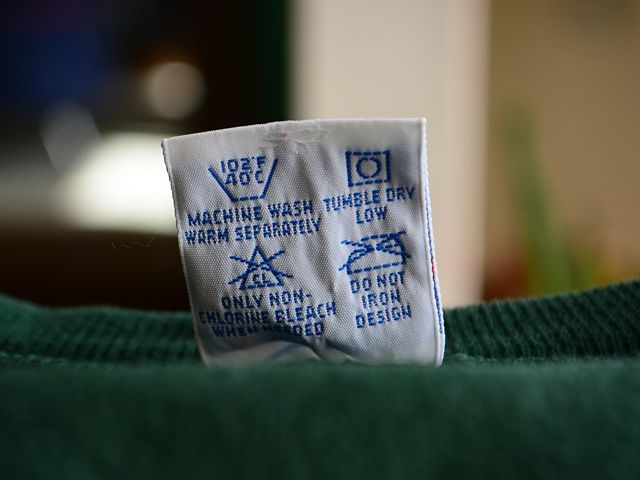 103°F
40°C
MACHINE WASH
WARM SEPARATELY
TUMBLE DRY
LOW
CL
ONLY NON-
CHLORINE BLEACH
WHEN NEEDED
DO NOT
IRON
DESIGN